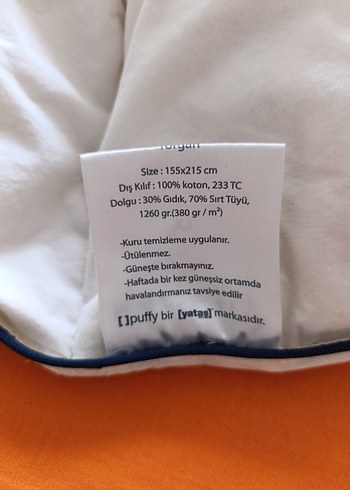 Yorgan
Size : 155x215 cm
Dış Kılıf : 100% koton, 233 TC
Dolgu : 30% Gıdık, 70% Sırt Tüyü,
1260 gr.(380 gr / m²)
-Kuru temizleme uygulanır.
-Ütülenmez.
-Güneşte bırakmayınız.
-Haftada bir kez güneşsiz ortamda
havalandırmanız tavsiye edilir
[ ]puffy bir [yataş] markasıdır.